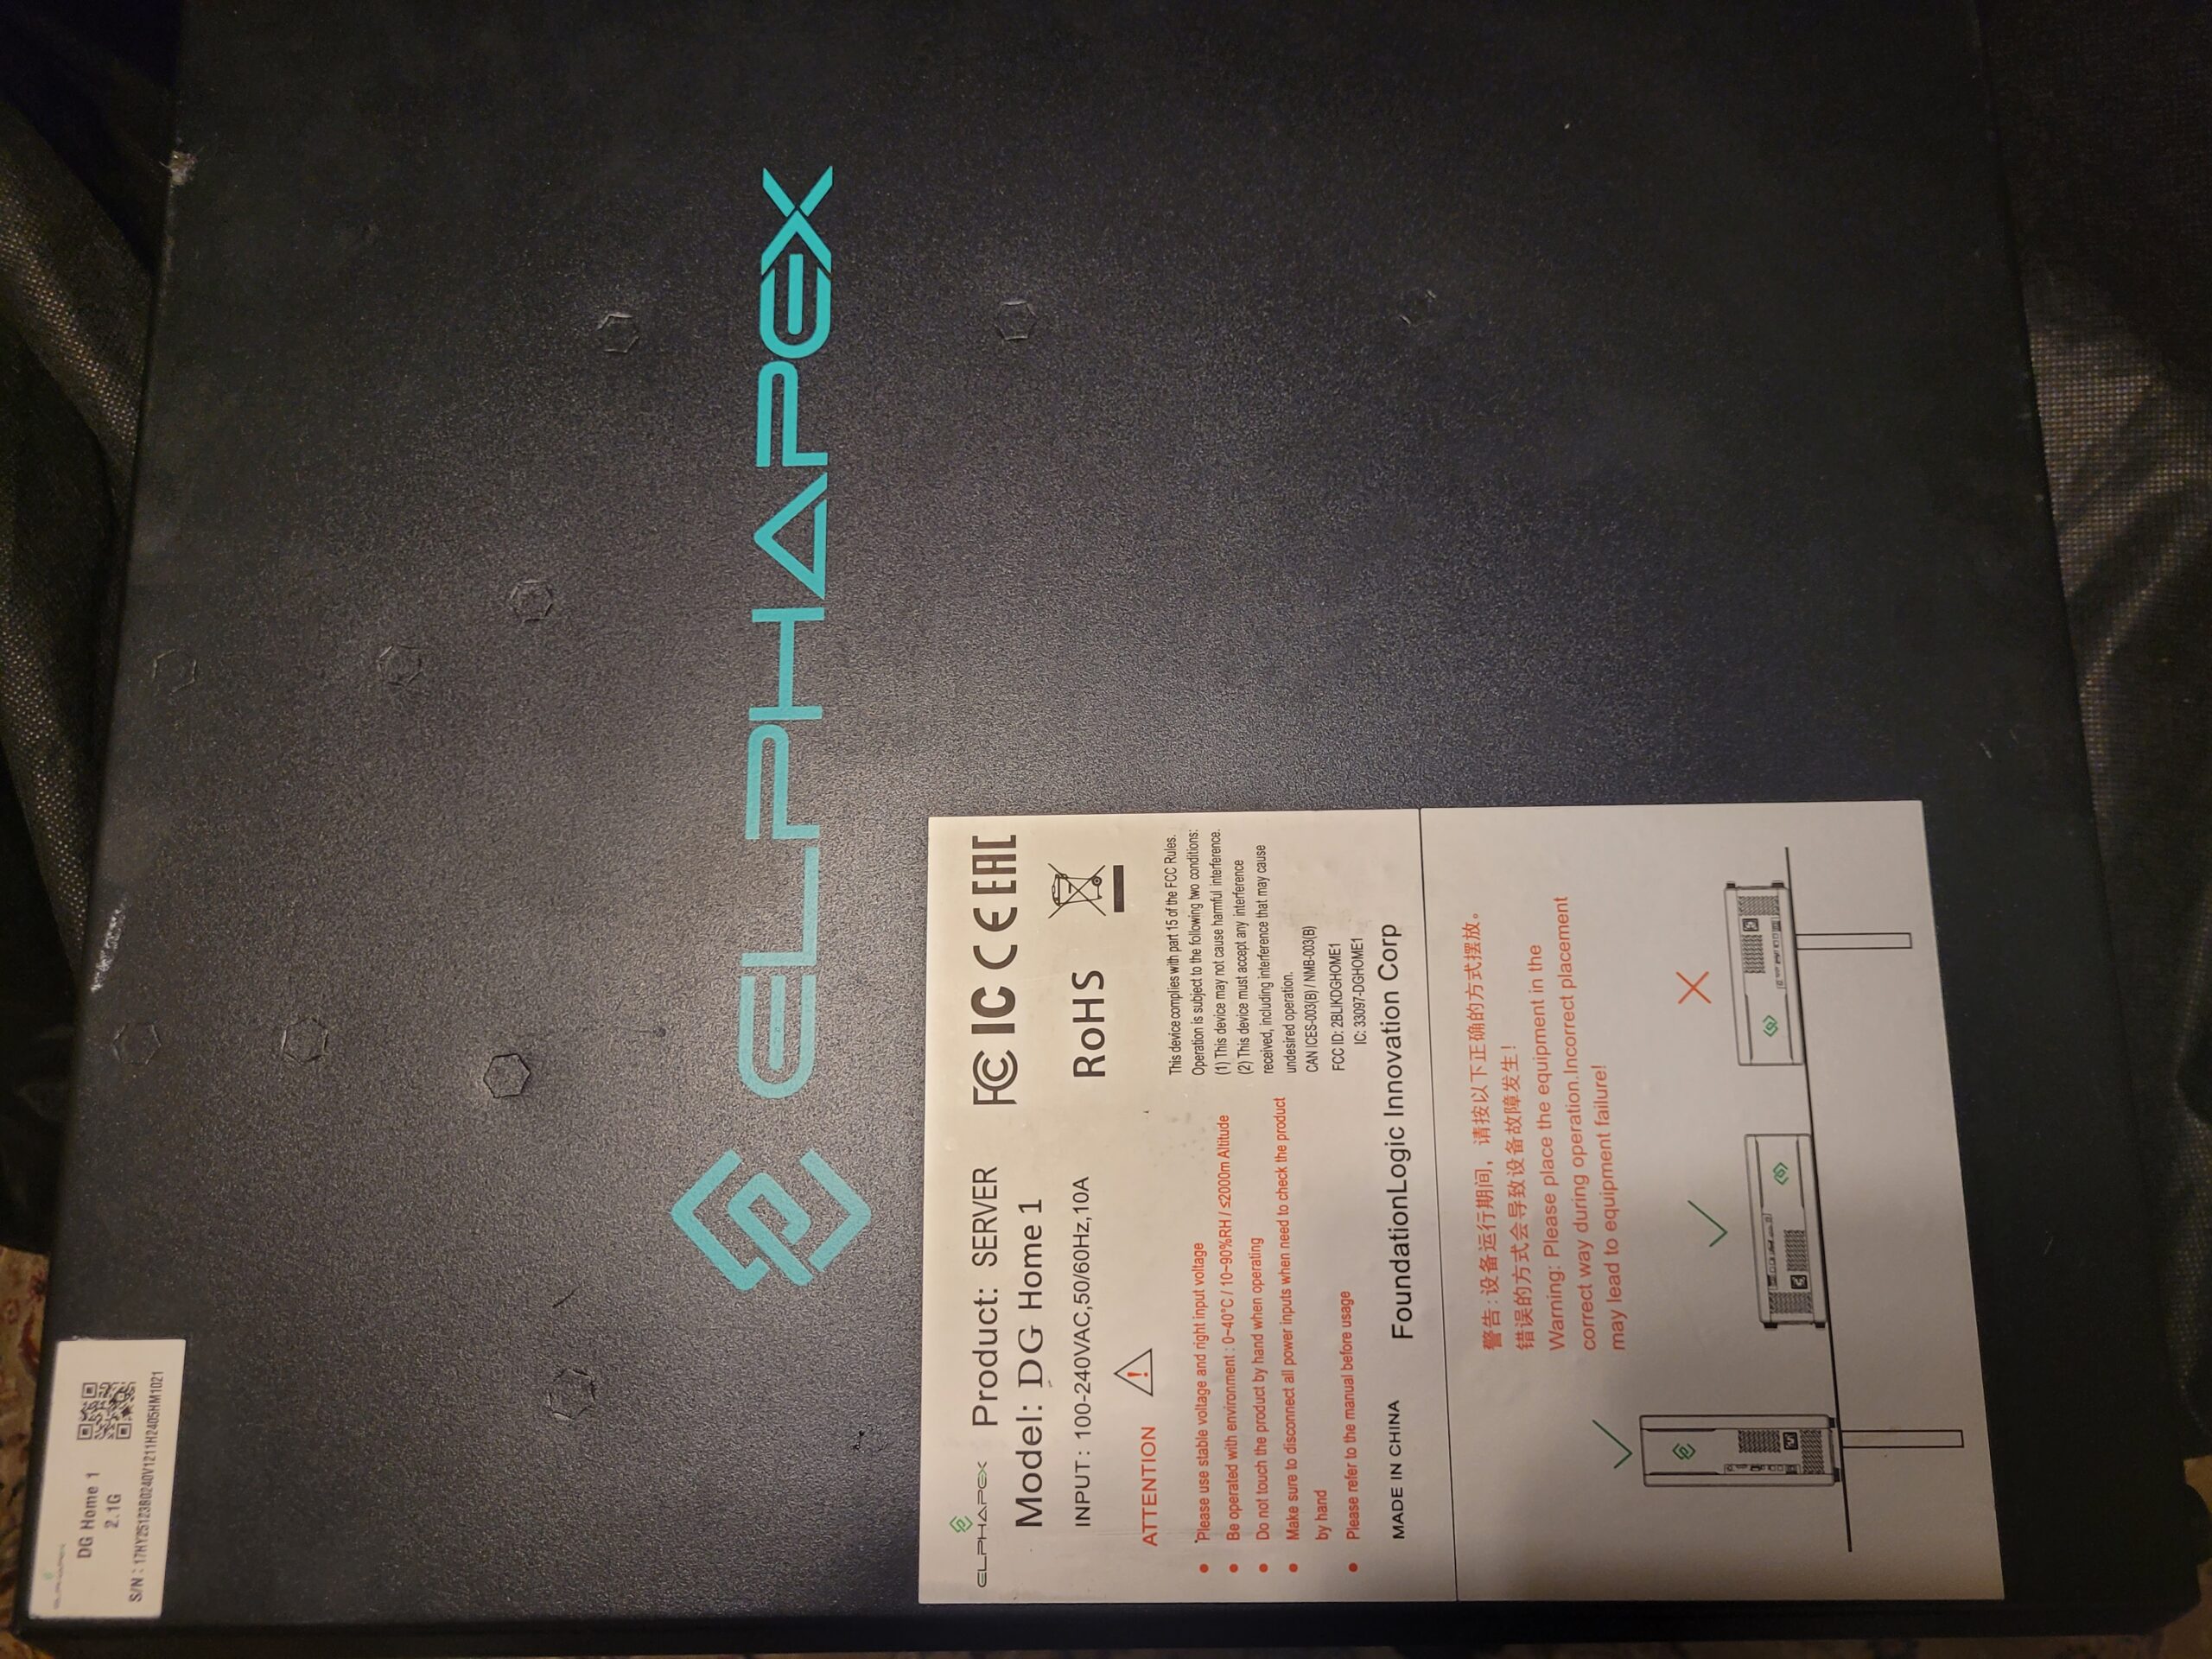 ELPHAPEX
DG Home 1
2.1G
S/N : 17HY251223B0240V1211H2405HM1021
ELPHAPEX
ELPHAPEX
Product: SERVER
Model: DG Home 1
INPUT : 100-240VAC,50/60Hz,10A
FC IC CE EAC
RoHS
ATTENTION
Please use stable voltage and right input voltage
Be operated with environment : 0~40°C / 10~90%RH / ≤2000m Altitude
Do not touch the product by hand when operating
Make sure to disconnect all power inputs when need to check the product
by hand
Please refer to the manual before usage
This device complies with part 15 of the FCC Rules.
Operation is subject to the following two conditions:
(1) This device may not cause harmful interference.
(2) This device must accept any interference
received, including interference that may cause
undesired operation.
CAN ICES-003(B) / NMB-003(B)
FCC ID: 2BLIKDGHOME1
IC: 33097-DGHOME1
MADE IN CHINA
FoundationLogic Innovation Corp
警告:设备运行期间，请按以下正确的方式摆放。
错误的方式会导致设备故障发生！
Warning: Please place the equipment in the
correct way during operation.Incorrect placement
may lead to equipment failure!